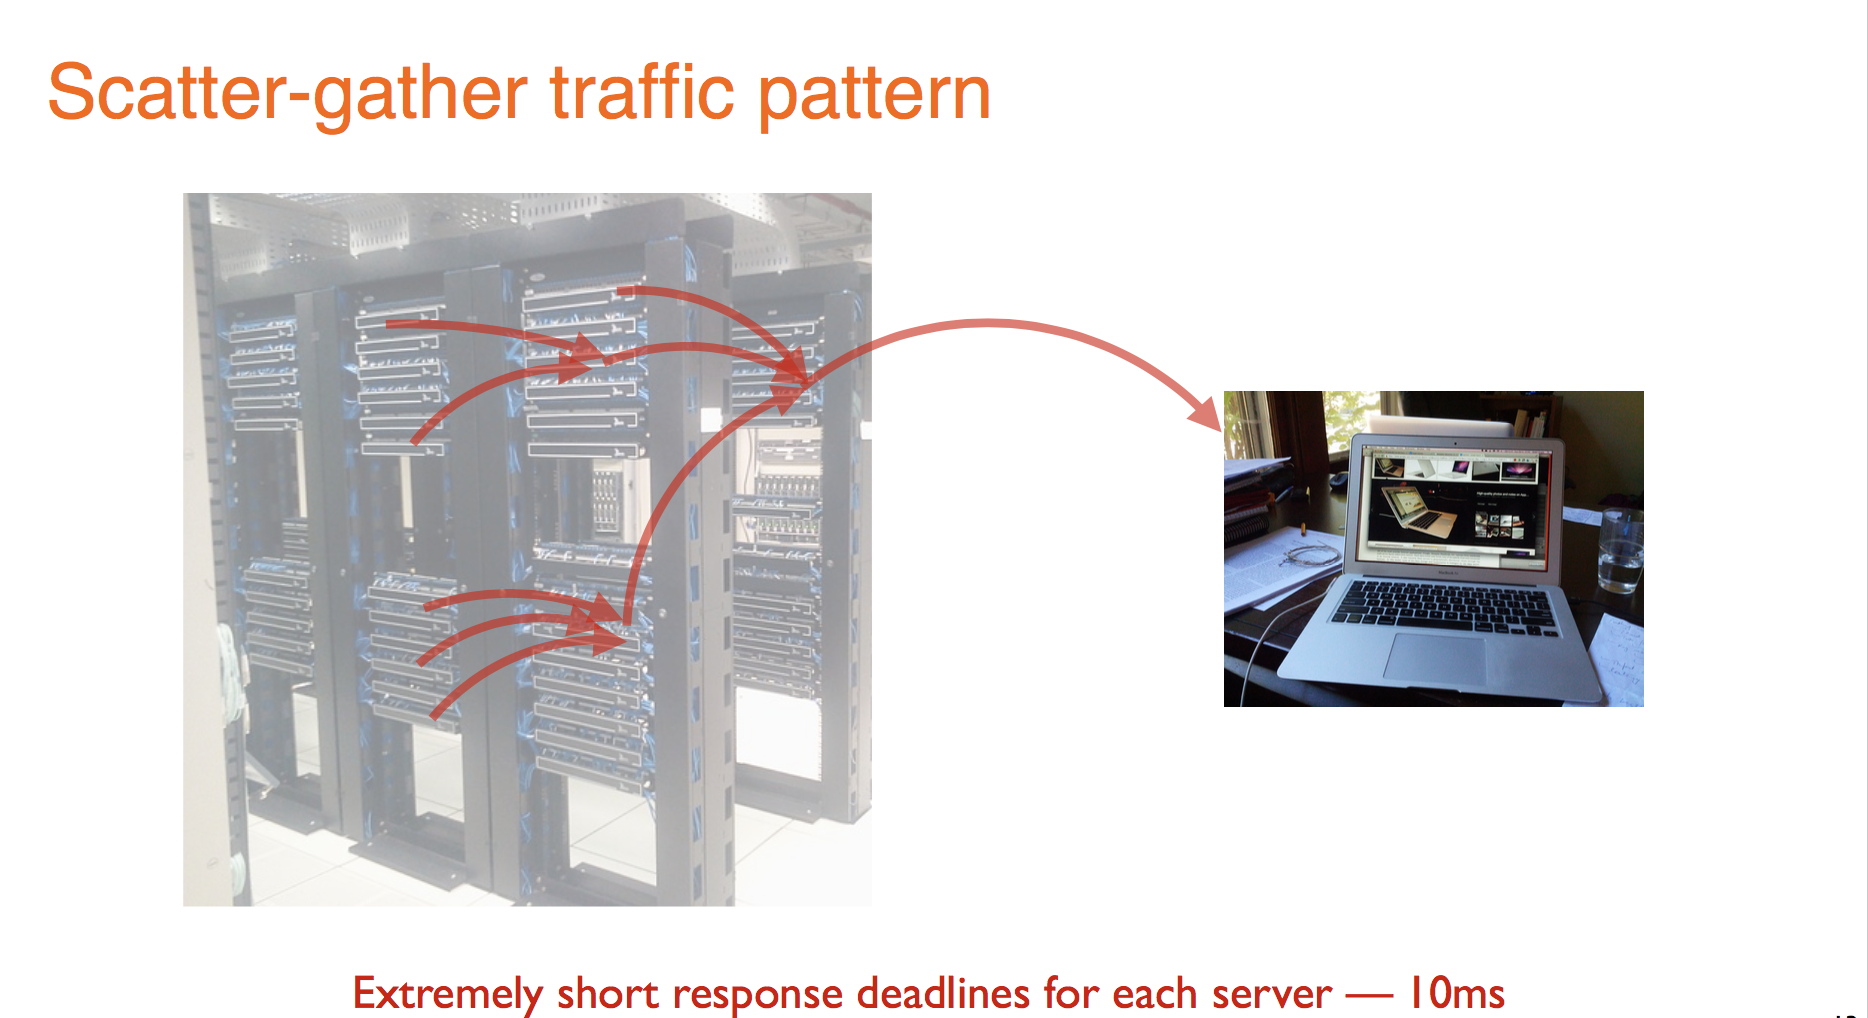 Scatter-gather traffic pattern
Extremely short response deadlines for each server — 10ms